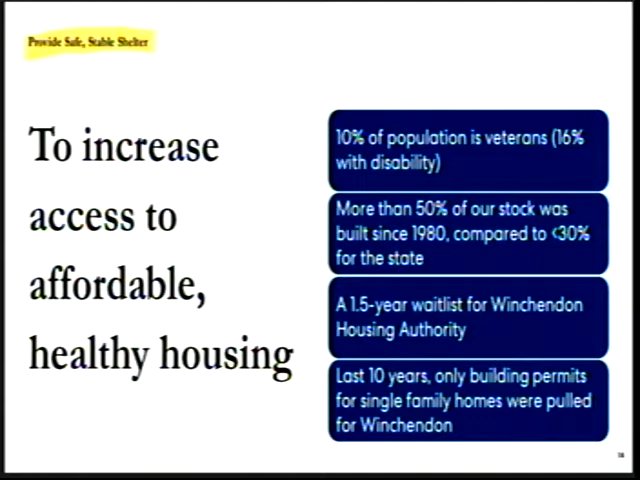 Provide Safe, Stable Shelter
To increase
access to
affordable,
healthy housing
10% of population is veterans (16%
with disability)
More than 50% of our stock was
built since 1980, compared to <30%
for the state
A 1.5-year waitlist for Winchendon
Housing Authority
Last 10 years, only building permits
for single family homes were pulled
for Winchendon